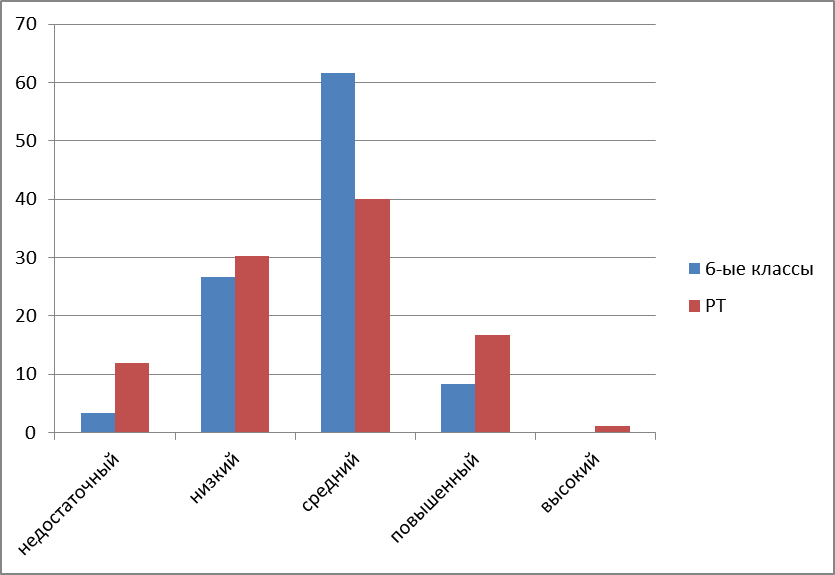 70
60
50
40
30
20
10
0
недостаточный
низкий
средний
повышенный
высокий
6-ые классы
РТ